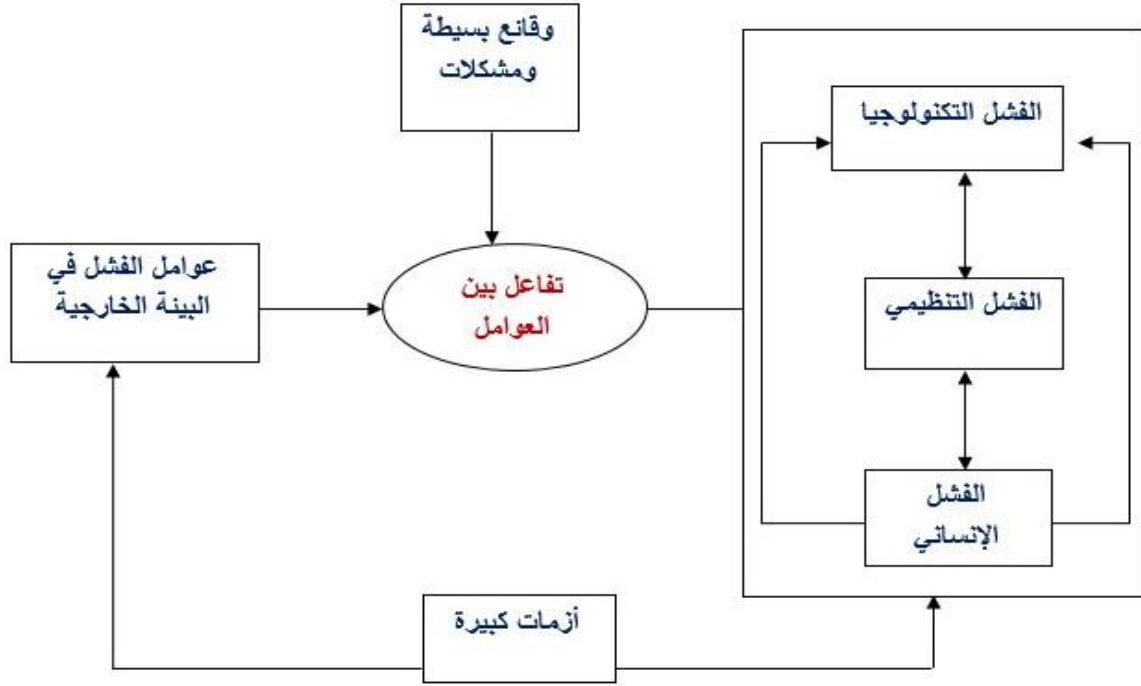 وقائع بسيطة
ومشكلات
الفشل التكنولوجيا
عوامل الفشل في
البيئة الخارجية
تفاعل بين
العوامل
الفشل التنظيمي
الفشل
الإنساني
أزمات كبيرة